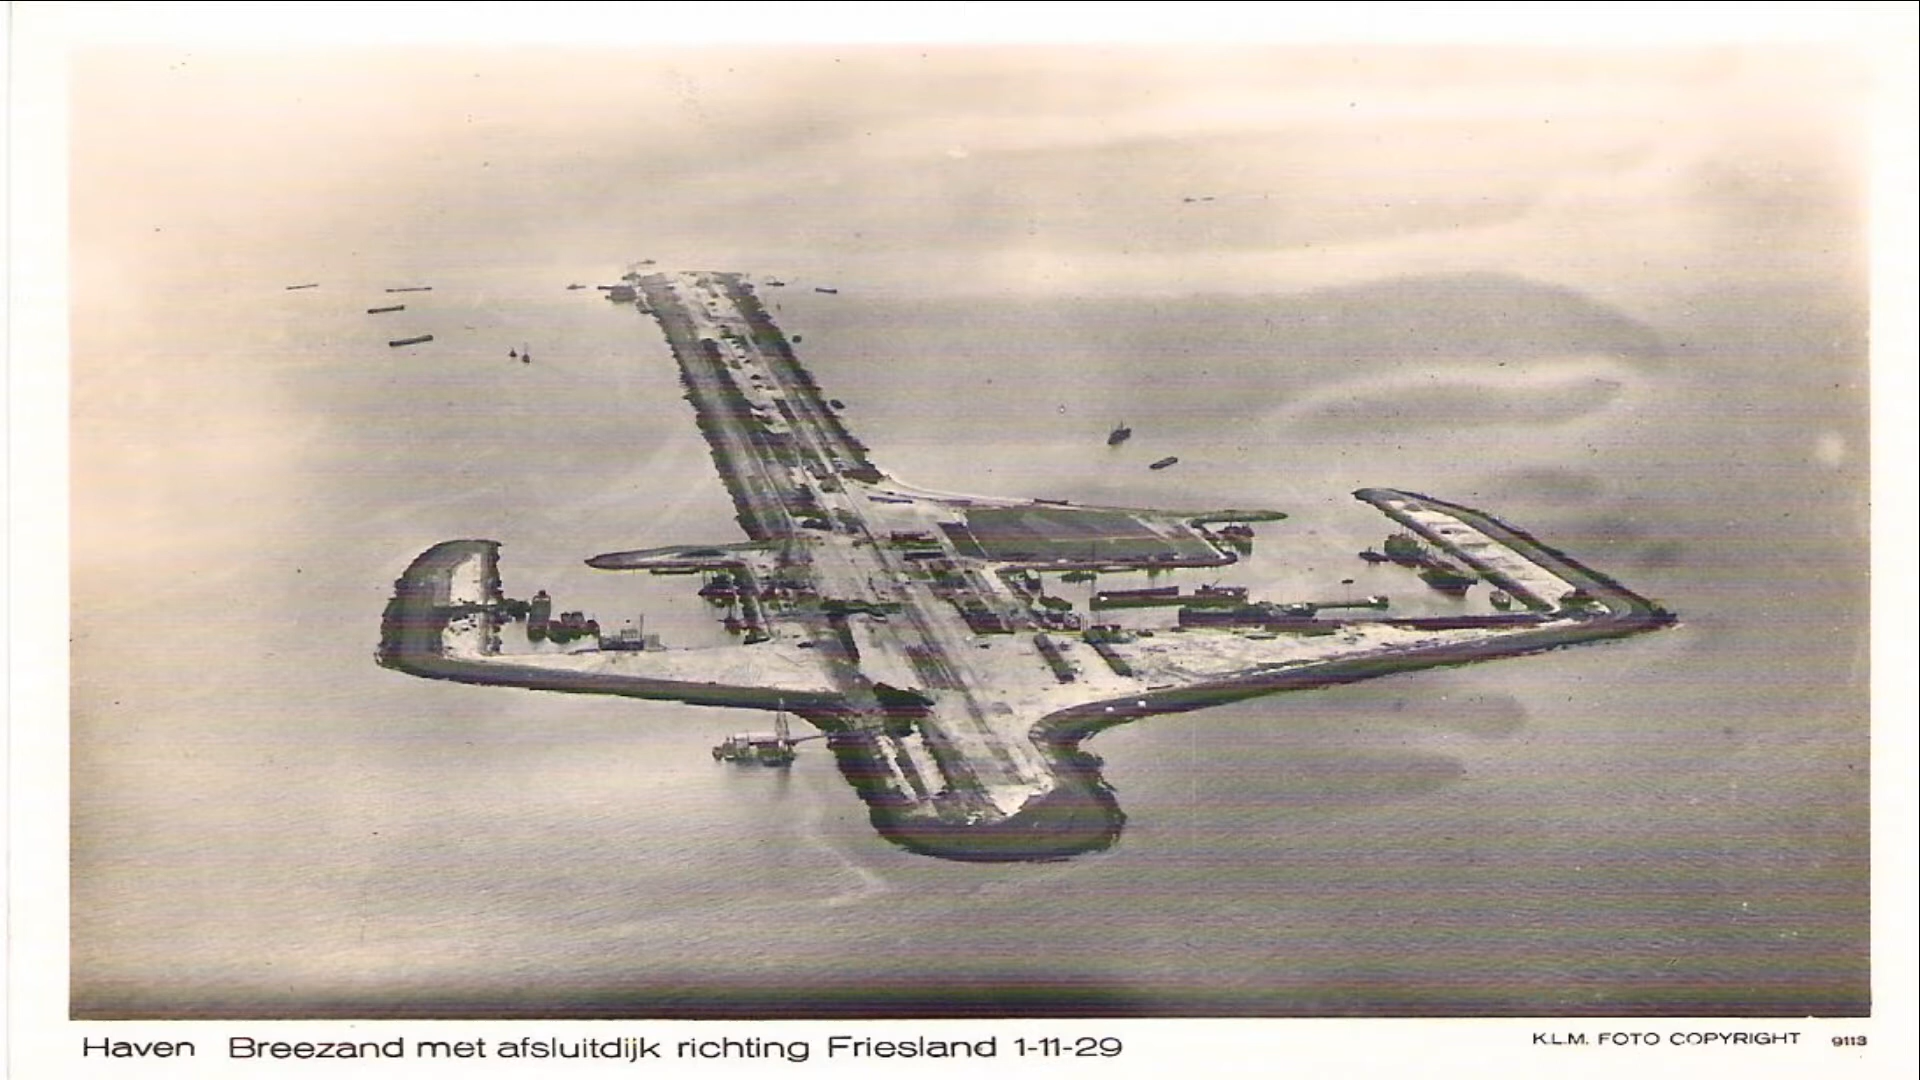 Haven Breezand met afsluitdijk richting Friesland 1-11-29
K.L.M. FOTO COPYRIGHT 9113